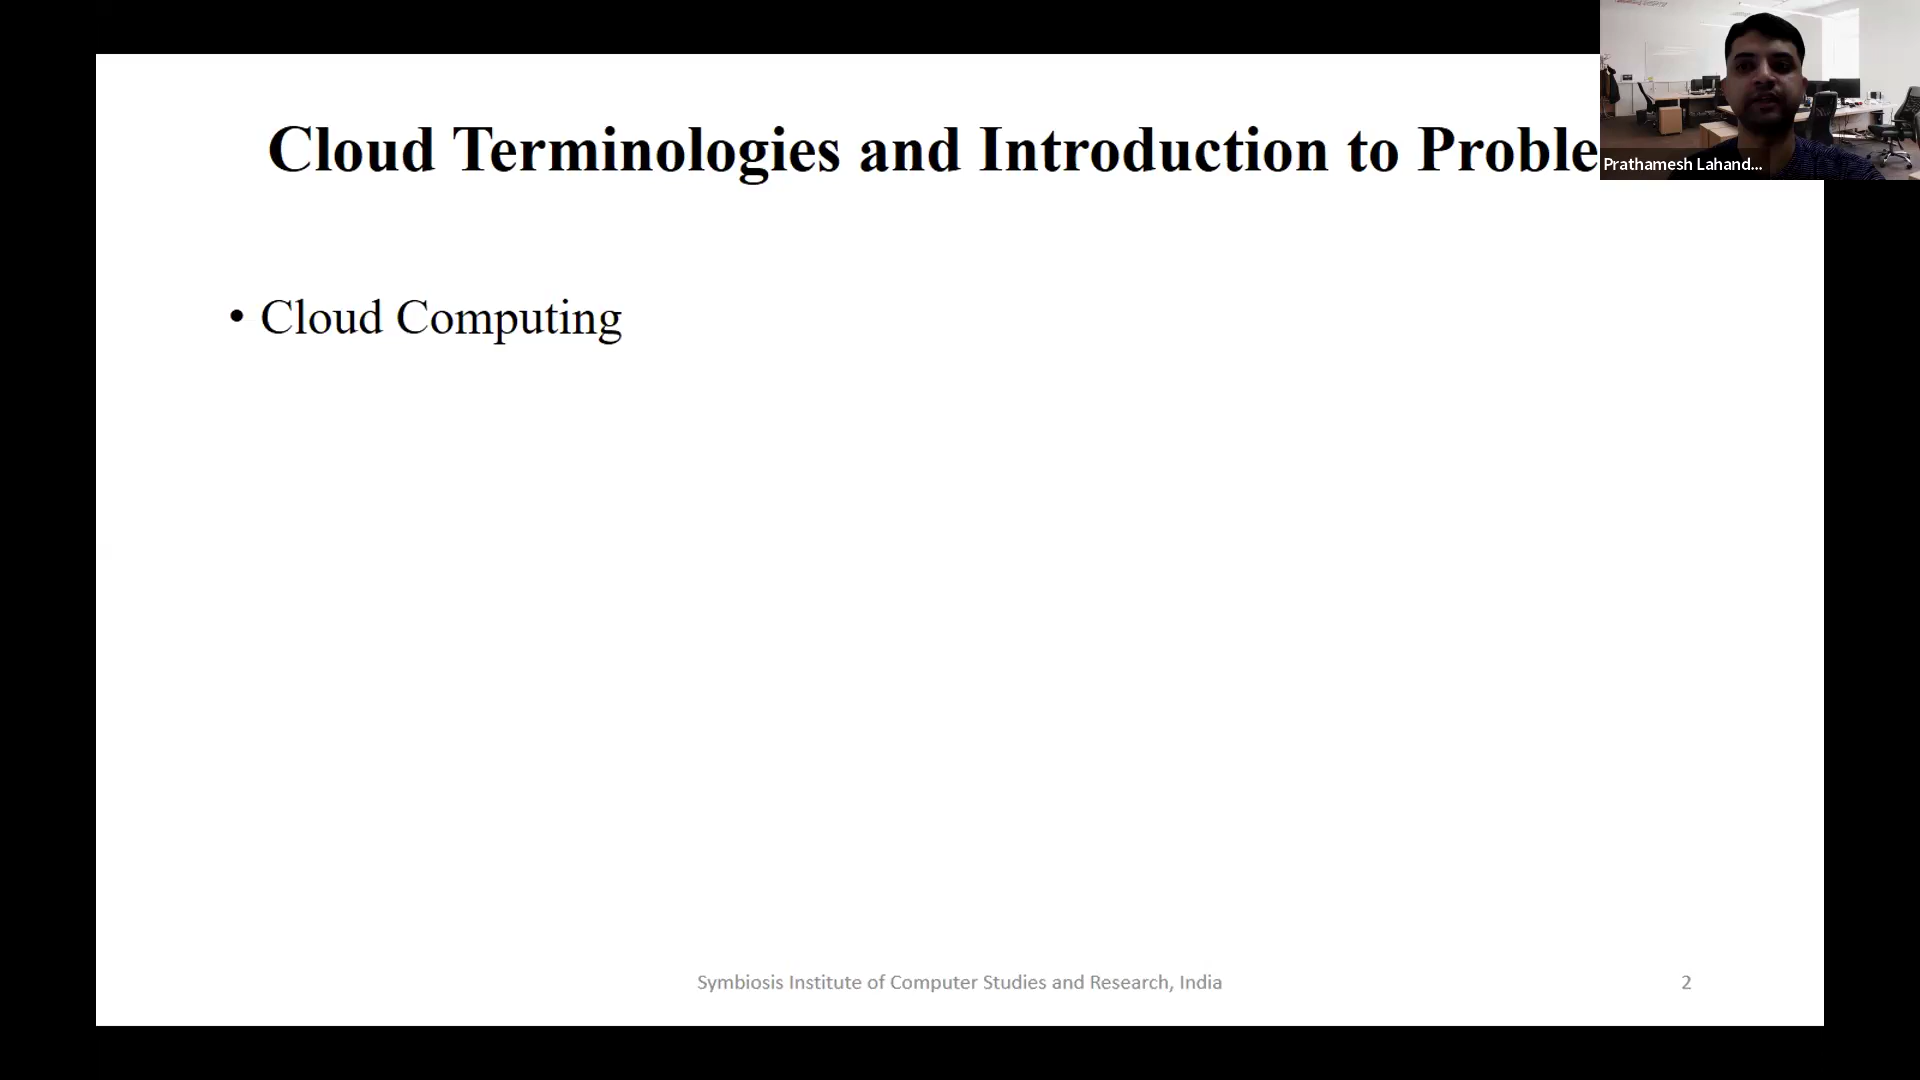 Cloud Terminologies and Introduction to Proble
Prathamesh Lahand...
• Cloud Computing
Symbiosis Institute of Computer Studies and Research, India
2